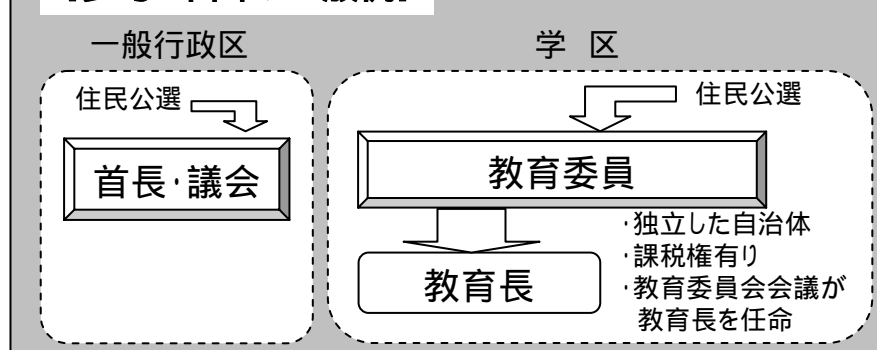 一般行政区
学 区
住民公選
住民公選
首長・議会
教育委員
・独立した自治体
・課税権有り
・教育委員会会議が
教育長を任命
教育長